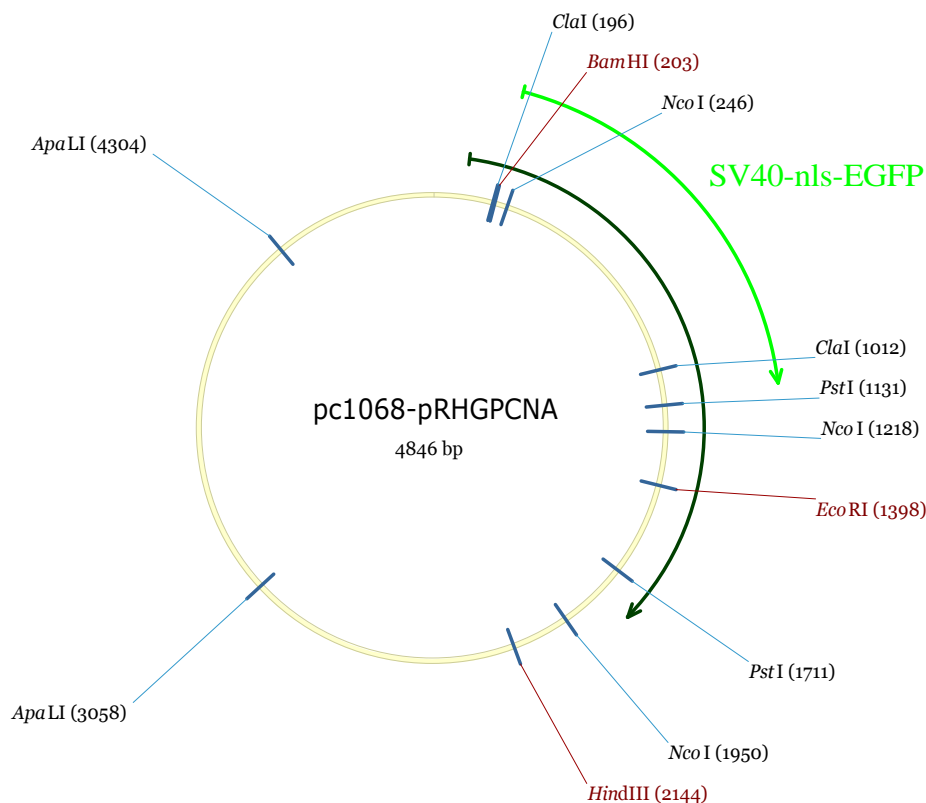 ClaI (196)
BamHI (203)
NcoI (246)
ApaLI (4304)
SV40-nls-EGFP
ClaI (1012)
PstI (1131)
pc1068-pRHGPCNA
NcoI (1218)
4846 bp
EcoRI (1398)
PstI (1711)
ApaLI (3058)
NcoI (1950)
HindIII (2144)